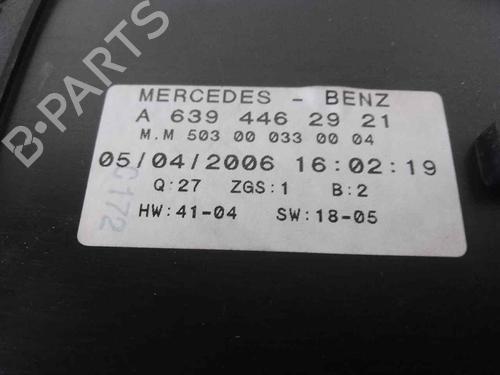 MERCEDES - BENZ
A 639 446 29 21
M.M 503 00 033 00 04
05/04/2006 16:02:19
Q:27 ZGS:1 B:2
HW:41-04 SW:18-05
C172
B-PARTS